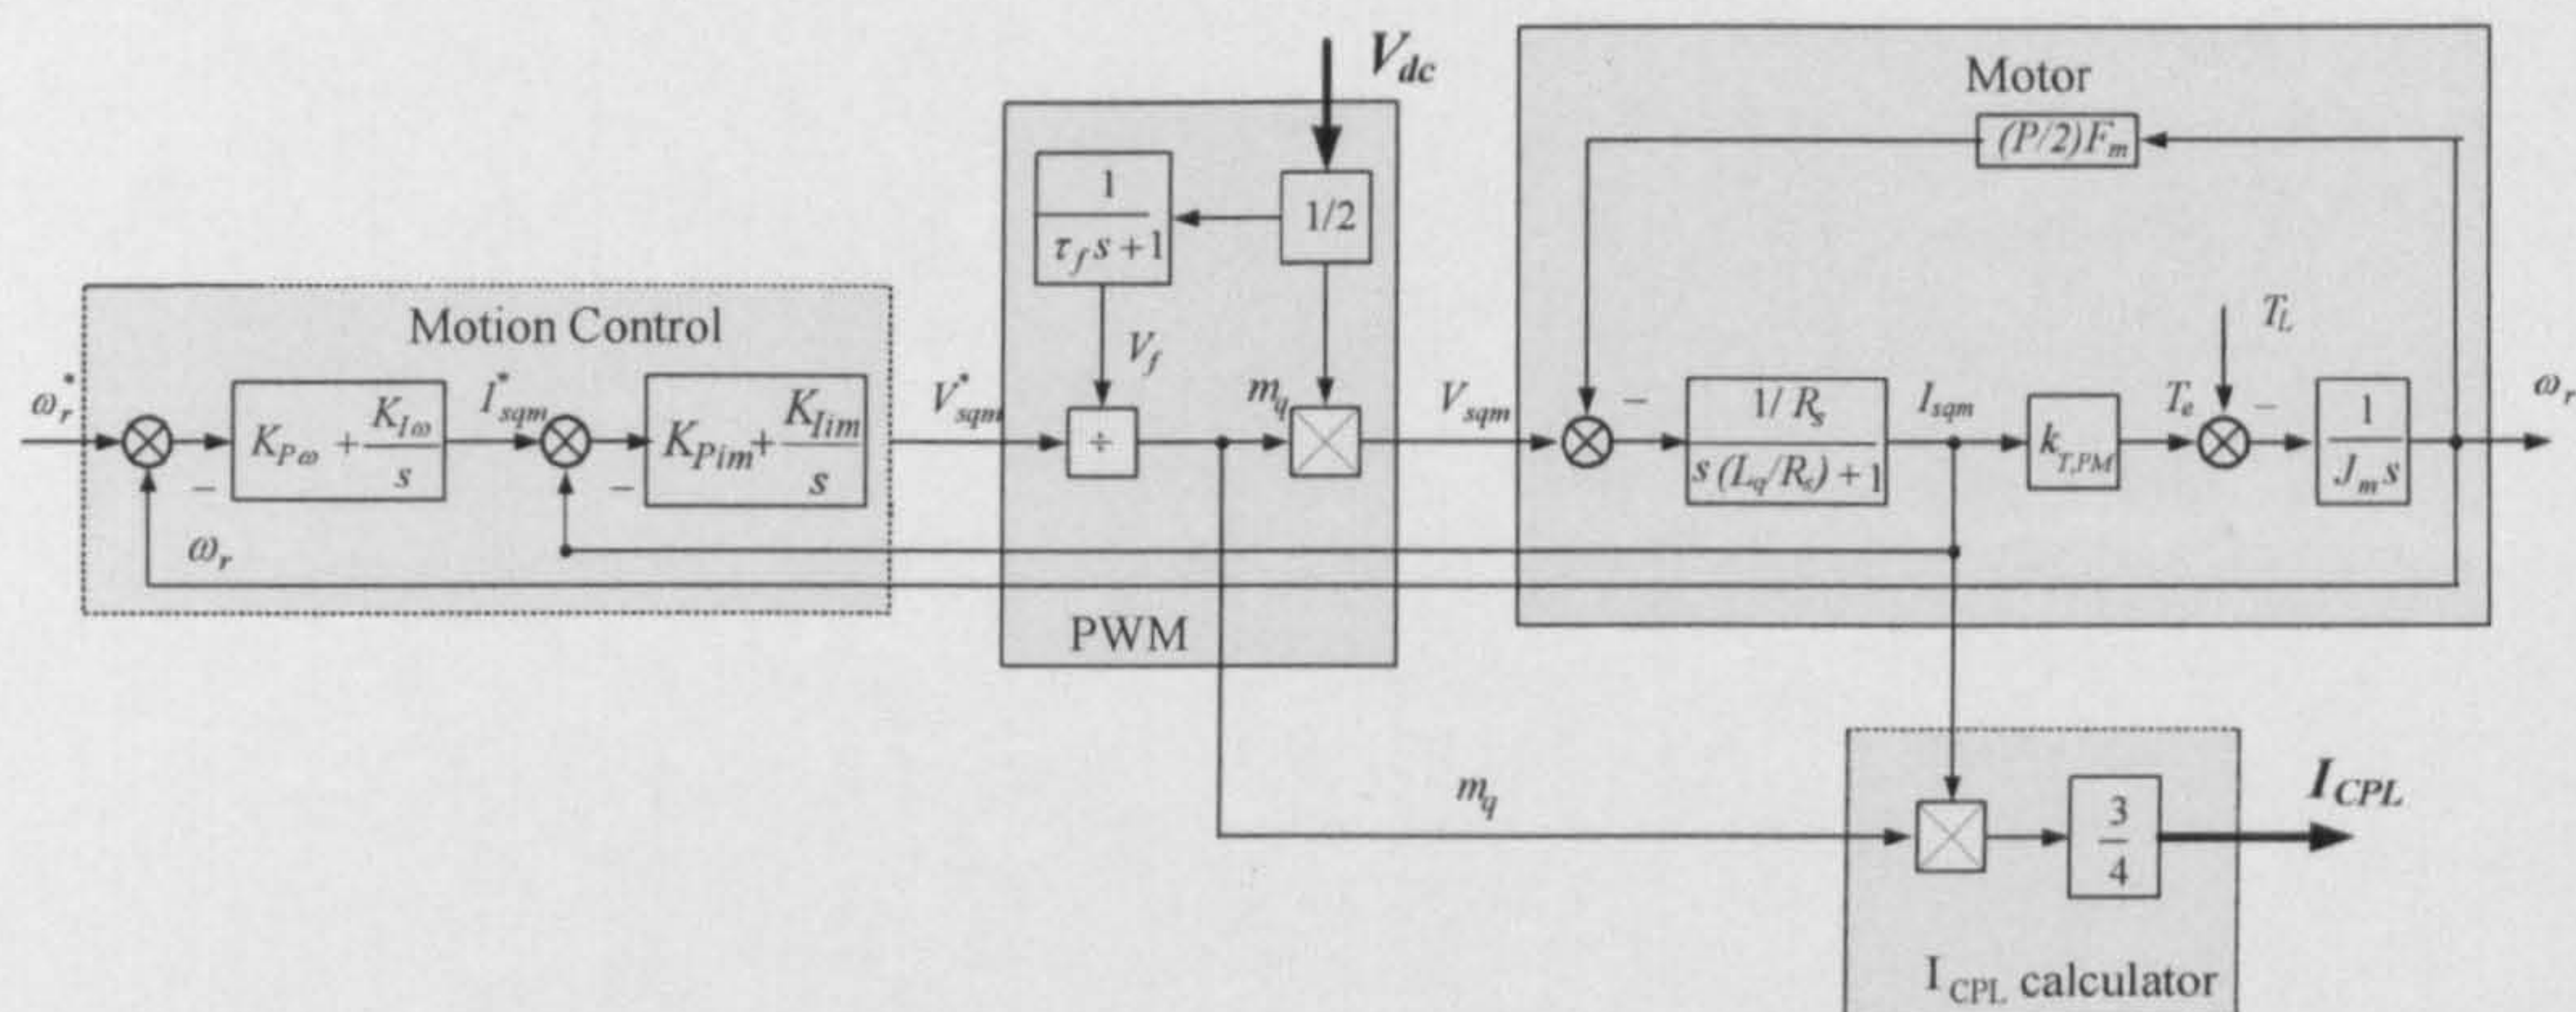 V_dc
Motor
(P/2)F_m
1
τ_f s + 1
1/2
Motion Control
V_f
T_L
ω_r^*
K_Pω + K_Iω / s
I^*_sqm
K_Pim + K_Iim / s
V^*_sqm
÷
m_q
V_sqm
1/R_s
s (L_q/R_s) + 1
I_sqm
k_T,PM
T_e
1
J_m s
ω_r
−
−
−
−
ω_r
PWM
m_q
3
4
I_CPL
I_CPL calculator